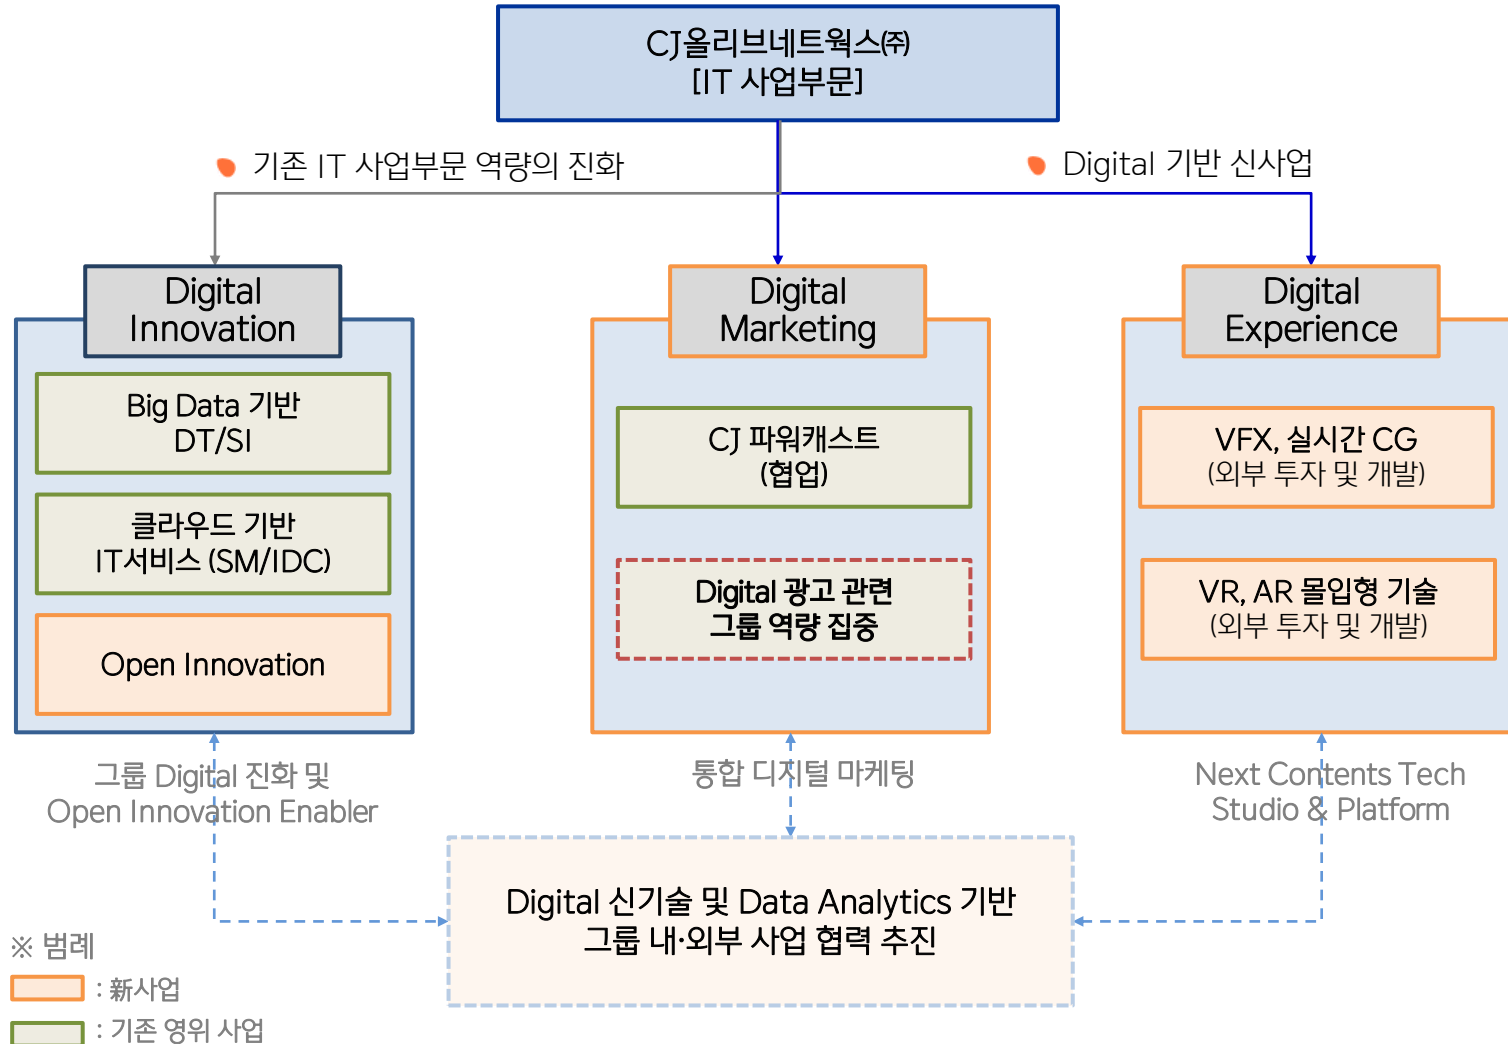 CJ올리브네트웍스㈜
[IT 사업부문]
기존 IT 사업부문 역량의 진화
Digital 기반 신사업
Digital
Innovation
Big Data 기반
DT/SI
클라우드 기반
IT서비스 (SM/IDC)
Open Innovation
그룹 Digital 진화 및
Open Innovation Enabler
Digital
Marketing
CJ 파워캐스트
(협업)
Digital 광고 관련
그룹 역량 집중
통합 디지털 마케팅
Digital
Experience
VFX, 실시간 CG
(외부 투자 및 개발)
VR, AR 몰입형 기술
(외부 투자 및 개발)
Next Contents Tech
Studio & Platform
Digital 신기술 및 Data Analytics 기반
그룹 내·외부 사업 협력 추진
※ 범례
: 新사업
: 기존 영위 사업